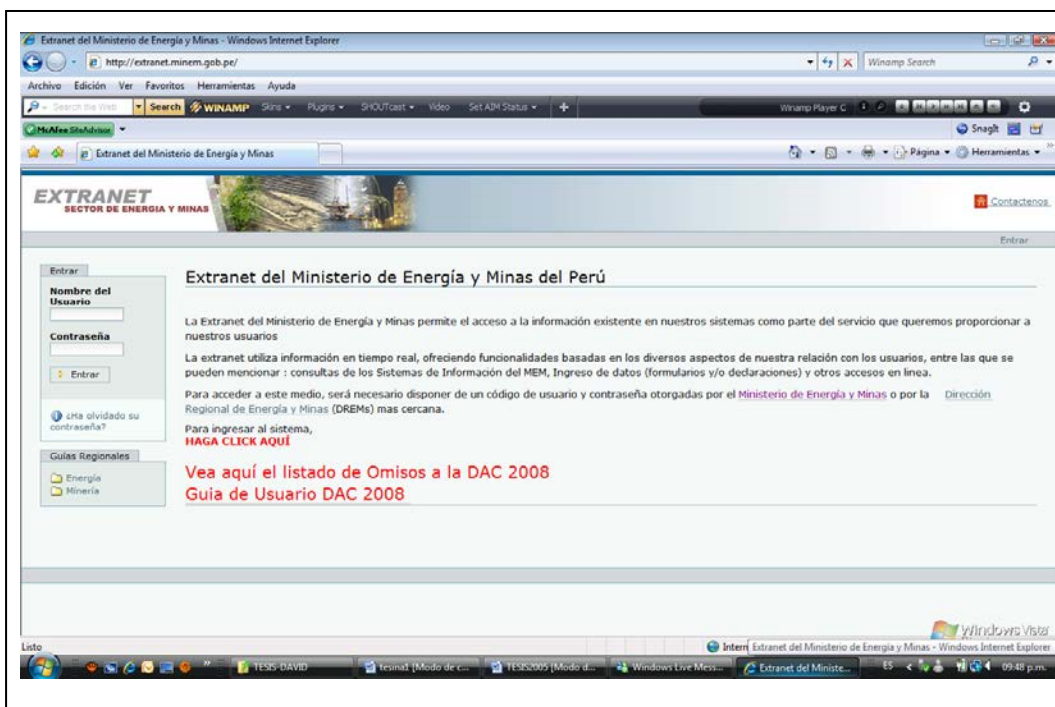 Extranet del Ministerio de Energía y Minas - Windows Internet Explorer
http://extranet.minem.gob.pe/
Winamp Search
Archivo Edición Ver Favoritos Herramientas Ayuda
Search the Web Search WINAMP Skins Plugins SHOUTcast Video Set AIM Status Winamp Player C
McAfee SiteAdvisor SnagIt
Extranet del Ministerio de Energía y Minas Página Herramientas
EXTRANET
SECTOR DE ENERGIA Y MINAS
Contactenos
Entrar
Entrar
Nombre del
Usuario
Contraseña
Entrar
¿Ha olvidado su
contraseña?
Guías Regionales
Energía
Minería
Extranet del Ministerio de Energía y Minas del Perú
La Extranet del Ministerio de Energía y Minas permite el acceso a la información existente en nuestros sistemas como parte del servicio que queremos proporcionar a
nuestros usuarios
La extranet utiliza información en tiempo real, ofreciendo funcionalidades basadas en los diversos aspectos de nuestra relación con los usuarios, entre las que se
pueden mencionar : consultas de los Sistemas de Información del MEM, Ingreso de datos (formularios y/o declaraciones) y otros accesos en linea.
Para acceder a este medio, será necesario disponer de un código de usuario y contraseña otorgadas por el Ministerio de Energía y Minas o por la Dirección
Regional de Energía y Minas (DREMs) mas cercana.
Para ingresar al sistema,
HAGA CLICK AQUÍ
Vea aquí el listado de Omisos a la DAC 2008
Guia de Usuario DAC 2008
Windows Vista
Listo
Intern
Extranet del Ministerio de Energía y Minas - Windows Internet Explorer
TESIS-DAVID tesina1 [Modo de c... TESIS2005 [Modo d... Windows Live Mess... Extranet del Ministe... ES 09:48 p.m.